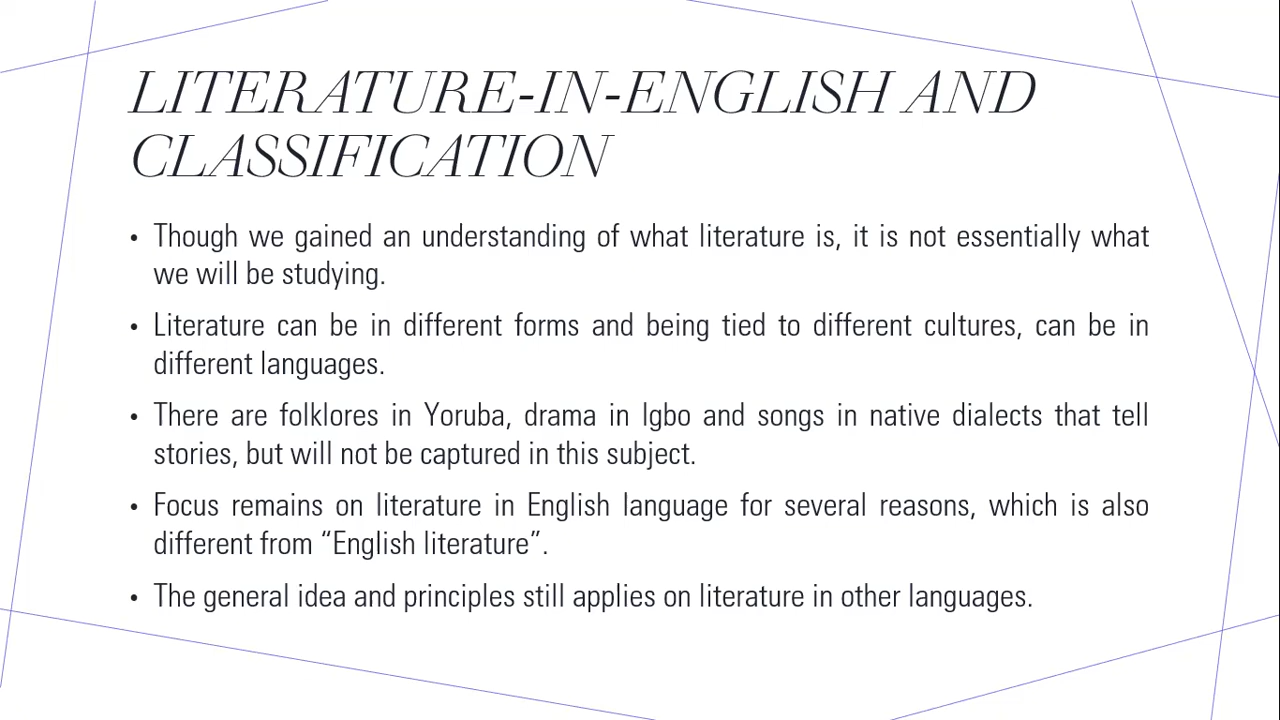 LITERATURE-IN-ENGLISH AND
CLASSIFICATION
• Though we gained an understanding of what literature is, it is not essentially what
we will be studying.
• Literature can be in different forms and being tied to different cultures, can be in
different languages.
• There are folklores in Yoruba, drama in Igbo and songs in native dialects that tell
stories, but will not be captured in this subject.
• Focus remains on literature in English language for several reasons, which is also
different from “English literature”.
• The general idea and principles still applies on literature in other languages.